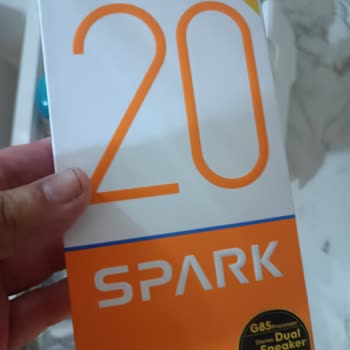 20
SPARK
G85 Processor
Stereo Dual
Speaker